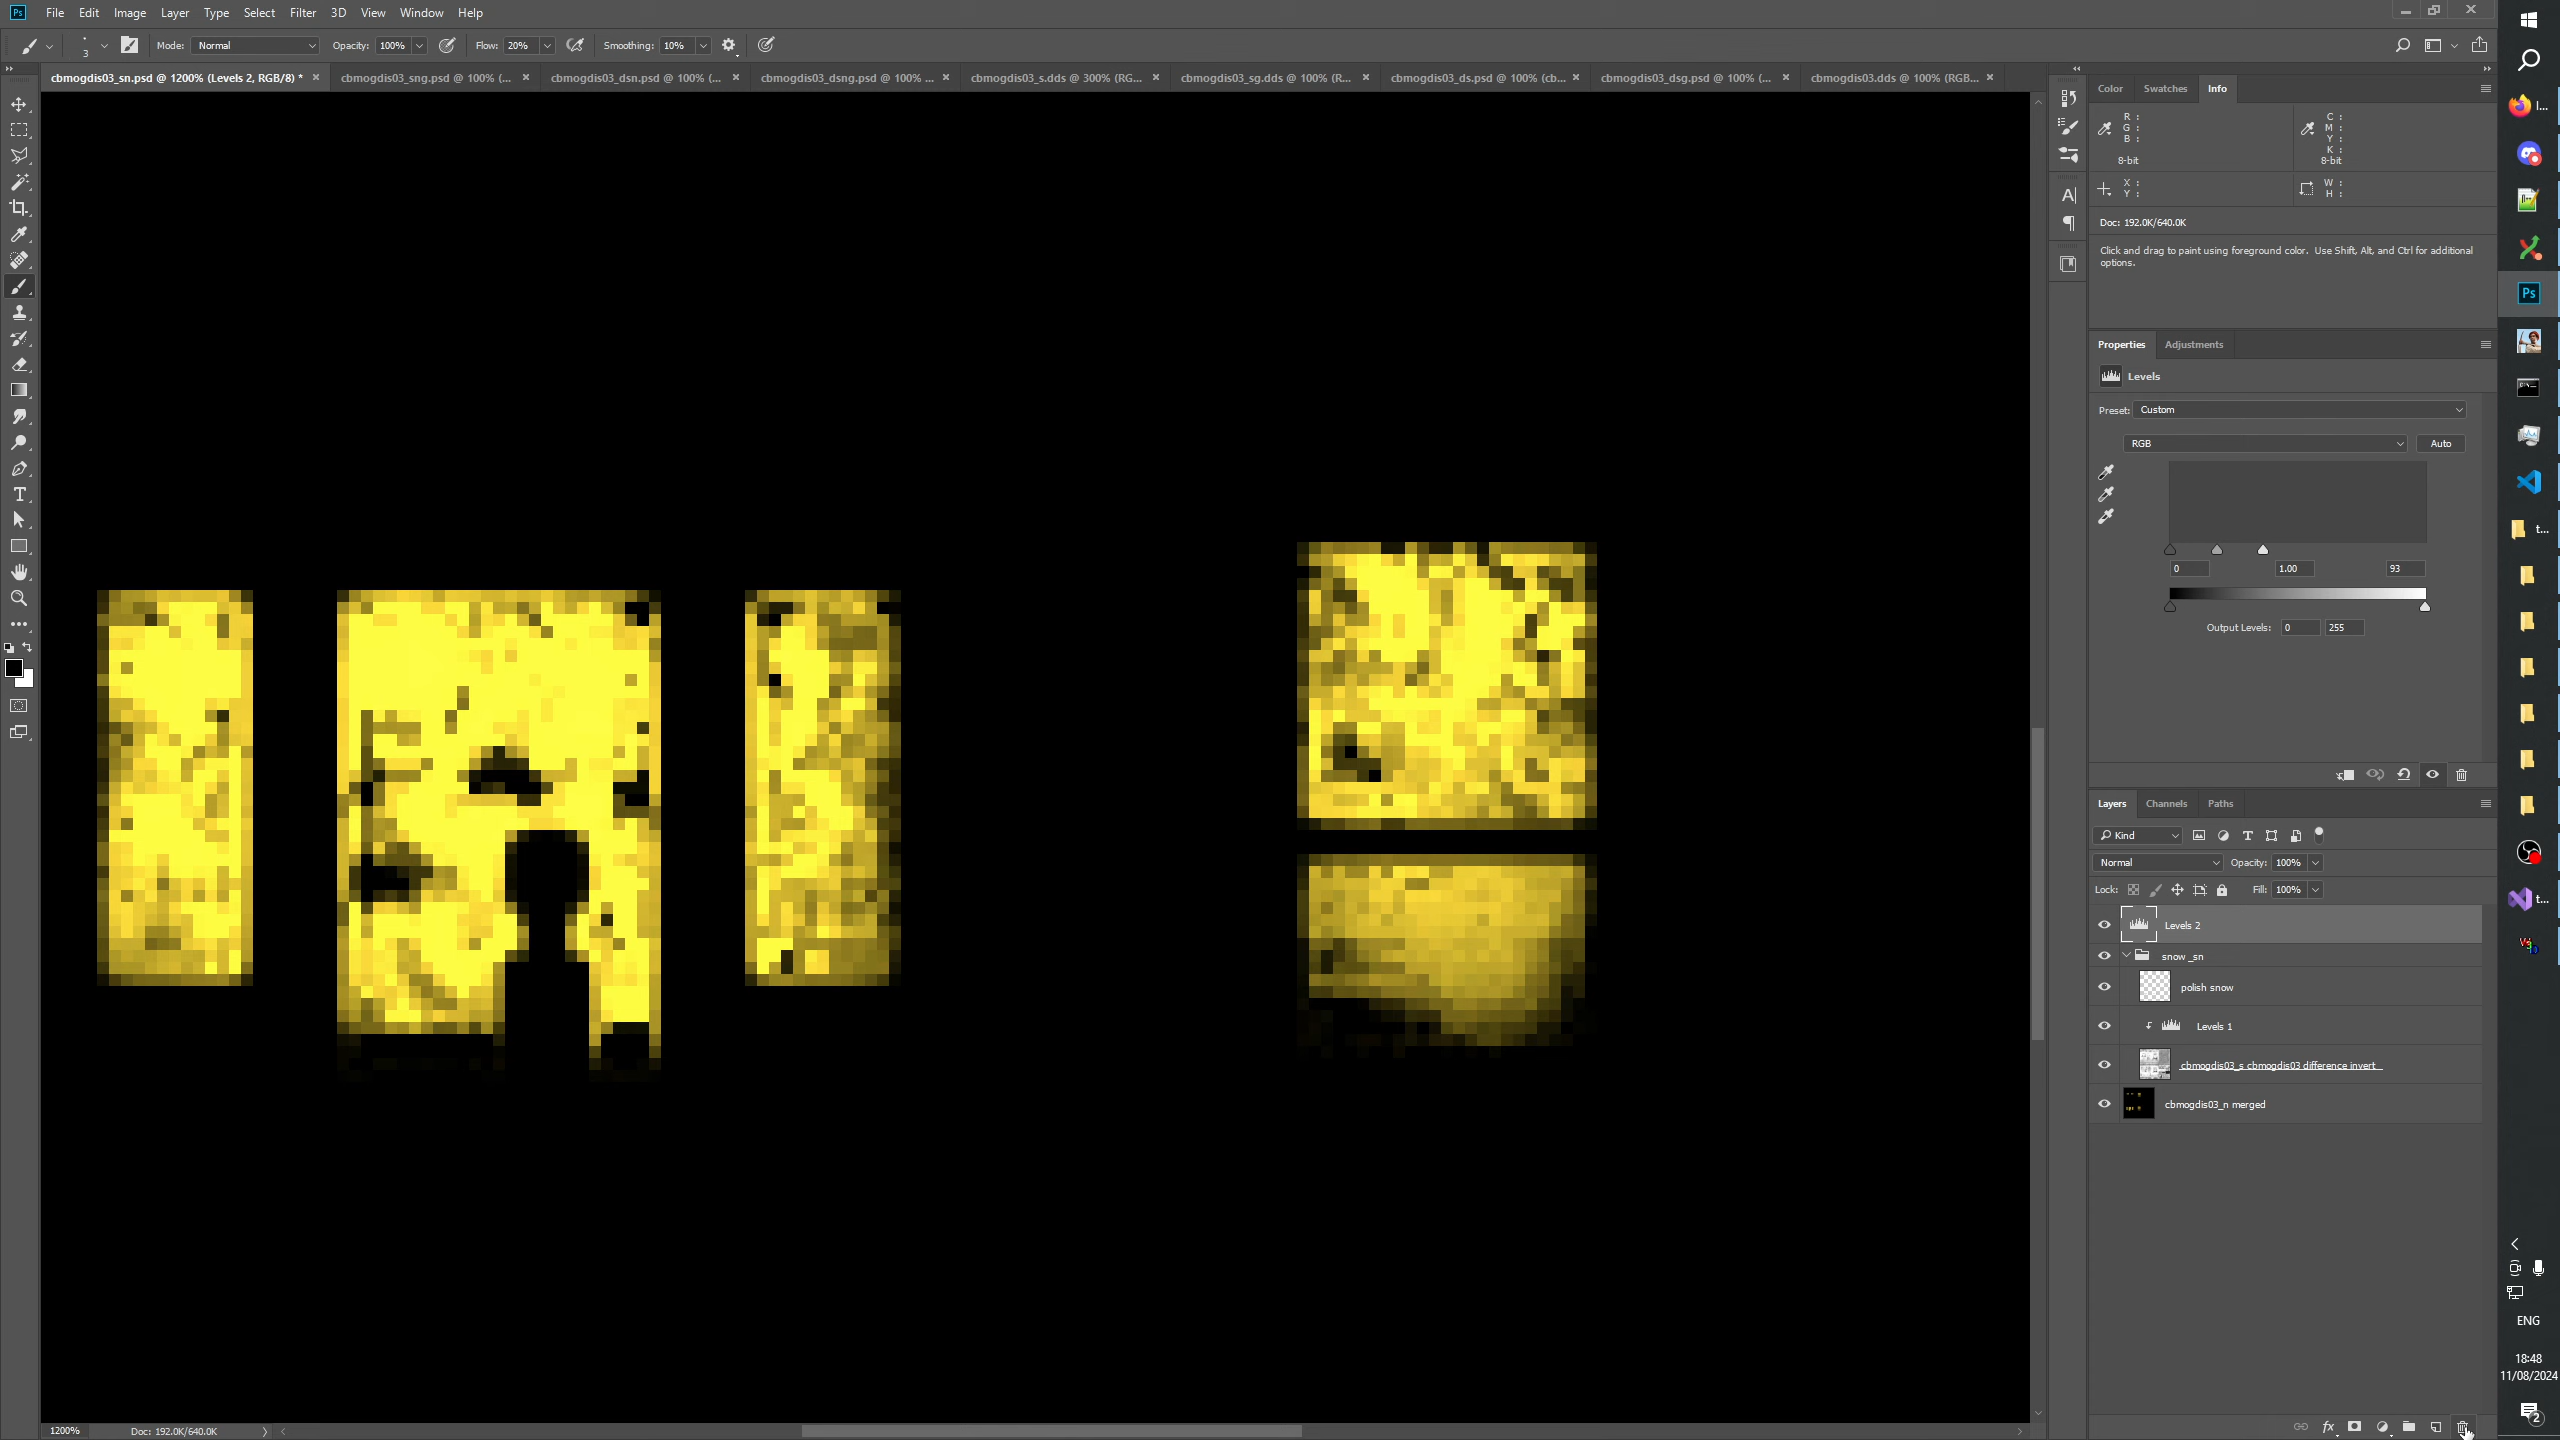 Ps File Edit Image Layer Type Select Filter 3D View Window Help
3 Mode: Normal Opacity: 100% Flow: 20% Smoothing: 10%
cbmogdis03_sn.psd @ 1200% (Levels 2, RGB/8) * cbmogdis03_sng.psd @ 100% (... cbmogdis03_dsn.psd @ 100% (... cbmogdis03_dsng.psd @ 100% ... cbmogdis03_s.dds @ 300% (RG... cbmogdis03_sg.dds @ 100% (R... cbmogdis03_ds.psd @ 100% (cb... cbmogdis03_dsg.psd @ 100% (... cbmogdis03.dds @ 100% (RGB...
Color Swatches Info
R : C :
G : M :
B : Y :
K :
8-bit 8-bit
X : W :
Y : H :
Doc: 192.0K/640.0K
Click and drag to paint using foreground color. Use Shift, Alt, and Ctrl for additional
options.
Properties Adjustments
Levels
Preset: Custom
RGB Auto
0 1.00 93
Output Levels: 0 255
Layers Channels Paths
Kind
Normal Opacity: 100%
Lock: Fill: 100%
Levels 2
snow _sn
polish snow
Levels 1
cbmogdis03_s cbmogdis03 difference invert
cbmogdis03_n merged
1200% Doc: 192.0K/640.0K
I...
Ps
t...
t...
ENG
18:48
11/08/2024
2